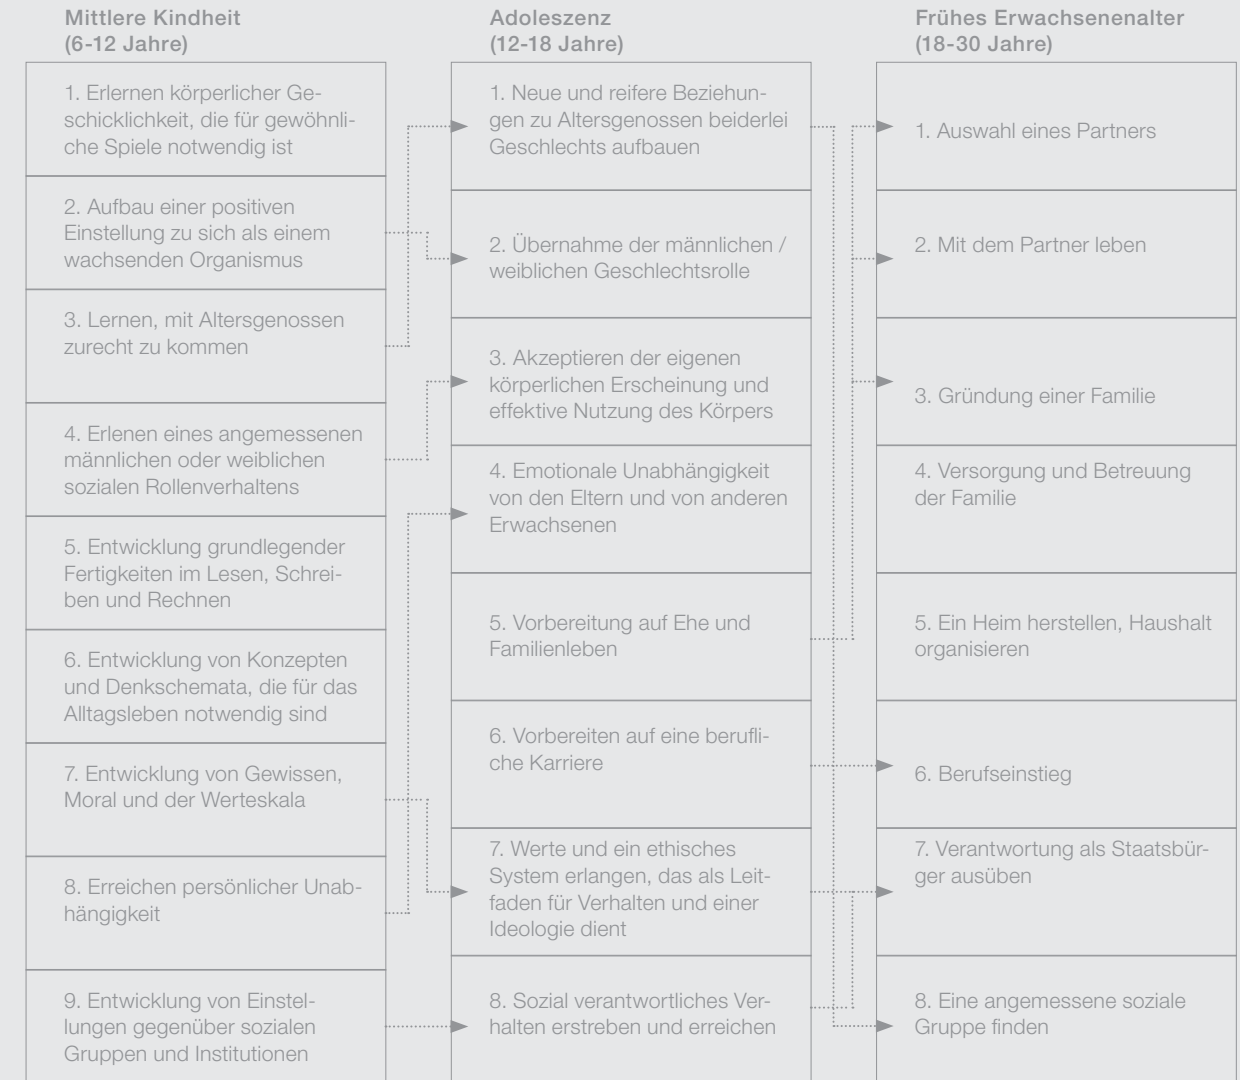 Mittlere Kindheit
(6-12 Jahre)
1. Erlernen körperlicher Ge-
schicklichkeit, die für gewöhnli-
che Spiele notwendig ist
2. Aufbau einer positiven
Einstellung zu sich als einem
wachsenden Organismus
3. Lernen, mit Altersgenossen
zurecht zu kommen
4. Erlenen eines angemessenen
männlichen oder weiblichen
sozialen Rollenverhaltens
5. Entwicklung grundlegender
Fertigkeiten im Lesen, Schrei-
ben und Rechnen
6. Entwicklung von Konzepten
und Denkschemata, die für das
Alltagsleben notwendig sind
7. Entwicklung von Gewissen,
Moral und der Werteskala
8. Erreichen persönlicher Unab-
hängigkeit
9. Entwicklung von Einstel-
lungen gegenüber sozialen
Gruppen und Institutionen
Adoleszenz
(12-18 Jahre)
1. Neue und reifere Beziehun-
gen zu Altersgenossen beiderlei
Geschlechts aufbauen
2. Übernahme der männlichen /
weiblichen Geschlechtsrolle
3. Akzeptieren der eigenen
körperlichen Erscheinung und
effektive Nutzung des Körpers
4. Emotionale Unabhängigkeit
von den Eltern und von anderen
Erwachsenen
5. Vorbereitung auf Ehe und
Familienleben
6. Vorbereiten auf eine berufli-
che Karriere
7. Werte und ein ethisches
System erlangen, das als Leit-
faden für Verhalten und einer
Ideologie dient
8. Sozial verantwortliches Ver-
halten erstreben und erreichen
Frühes Erwachsenenalter
(18-30 Jahre)
1. Auswahl eines Partners
2. Mit dem Partner leben
3. Gründung einer Familie
4. Versorgung und Betreuung
der Familie
5. Ein Heim herstellen, Haushalt
organisieren
6. Berufseinstieg
7. Verantwortung als Staatsbür-
ger ausüben
8. Eine angemessene soziale
Gruppe finden